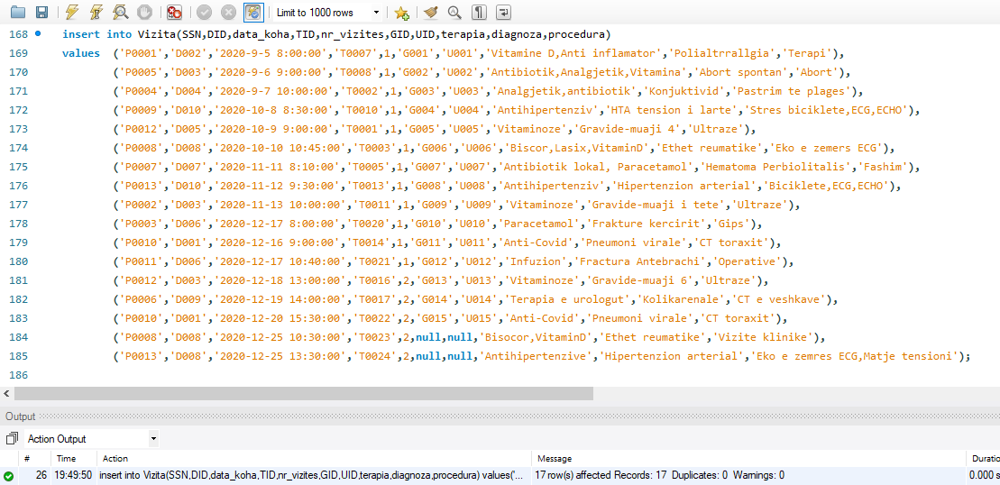 Limit to 1000 rows
168 insert into Vizita(SSN,DID,data_koha,TID,nr_vizites,GID,UID,terapia,diagnoza,procedura)
169 values ('P0001','D002','2020-9-5 8:00:00','T0007',1,'G001','U001','Vitamine D,Anti inflamator','Polialtrrallgia','Terapi'),
170 ('P0005','D003','2020-9-6 9:00:00','T0008',1,'G002','U002','Antibiotik,Analgjetik,Vitamina','Abort spontan','Abort'),
171 ('P0004','D004','2020-9-7 10:00:00','T0002',1,'G003','U003','Analgjetik,antibiotik','Konjuktivid','Pastrim te plages'),
172 ('P0009','D010','2020-10-8 8:30:00','T0010',1,'G004','U004','Antihipertenziv','HTA tension i larte','Stres biciklete,ECG,ECHO'),
173 ('P0012','D005','2020-10-9 9:00:00','T0001',1,'G005','U005','Vitaminoze','Gravide-muaji 4','Ultraze'),
174 ('P0008','D008','2020-10-10 10:45:00','T0003',1,'G006','U006','Biscor,Lasix,VitaminD','Ethet reumatike','Eko e zemers ECG'),
175 ('P0007','D007','2020-11-11 8:10:00','T0005',1,'G007','U007','Antibiotik lokal, Paracetamol','Hematoma Perbiolitalis','Fashim'),
176 ('P0013','D010','2020-11-12 9:30:00','T0013',1,'G008','U008','Antihipertenziv','Hipertenzion arterial','Biciklete,ECG,ECHO'),
177 ('P0002','D003','2020-11-13 10:00:00','T0011',1,'G009','U009','Vitaminoze','Gravide-muaji i tete','Ultraze'),
178 ('P0003','D006','2020-12-17 8:00:00','T0020',1,'G010','U010','Paracetamol','Frakture kercirit','Gips'),
179 ('P0010','D001','2020-12-16 9:00:00','T0014',1,'G011','U011','Anti-Covid','Pneumoni virale','CT toraxit'),
180 ('P0011','D006','2020-12-17 10:40:00','T0021',1,'G012','U012','Infuzion','Fractura Antebrachi','Operative'),
181 ('P0012','D003','2020-12-18 13:00:00','T0016',2,'G013','U013','Vitaminoze','Gravide-muaji 6','Ultraze'),
182 ('P0006','D009','2020-12-19 14:00:00','T0017',2,'G014','U014','Terapia e urologut','Kolikarenale','CT e veshkave'),
183 ('P0010','D001','2020-12-20 15:30:00','T0022',2,'G015','U015','Anti-Covid','Pneumoni virale','CT toraxit'),
184 ('P0008','D008','2020-12-25 10:30:00','T0023',2,null,null,'Bisocor,VitaminD','Ethet reumatike','Vizite klinike'),
185 ('P0013','D008','2020-12-25 13:30:00','T0024',2,null,null,'Antihipertenzive','Hipertenzion arterial','Eko e zemres ECG,Matje tensioni');
186
Output
Action Output
# Time Action Message Duratio
26 19:49:50 insert into Vizita(SSN,DID,data_koha,TID,nr_vizites,GID,UID,terapia,diagnoza,procedura) values('... 17 row(s) affected Records: 17 Duplicates: 0 Warnings: 0 0.000 s